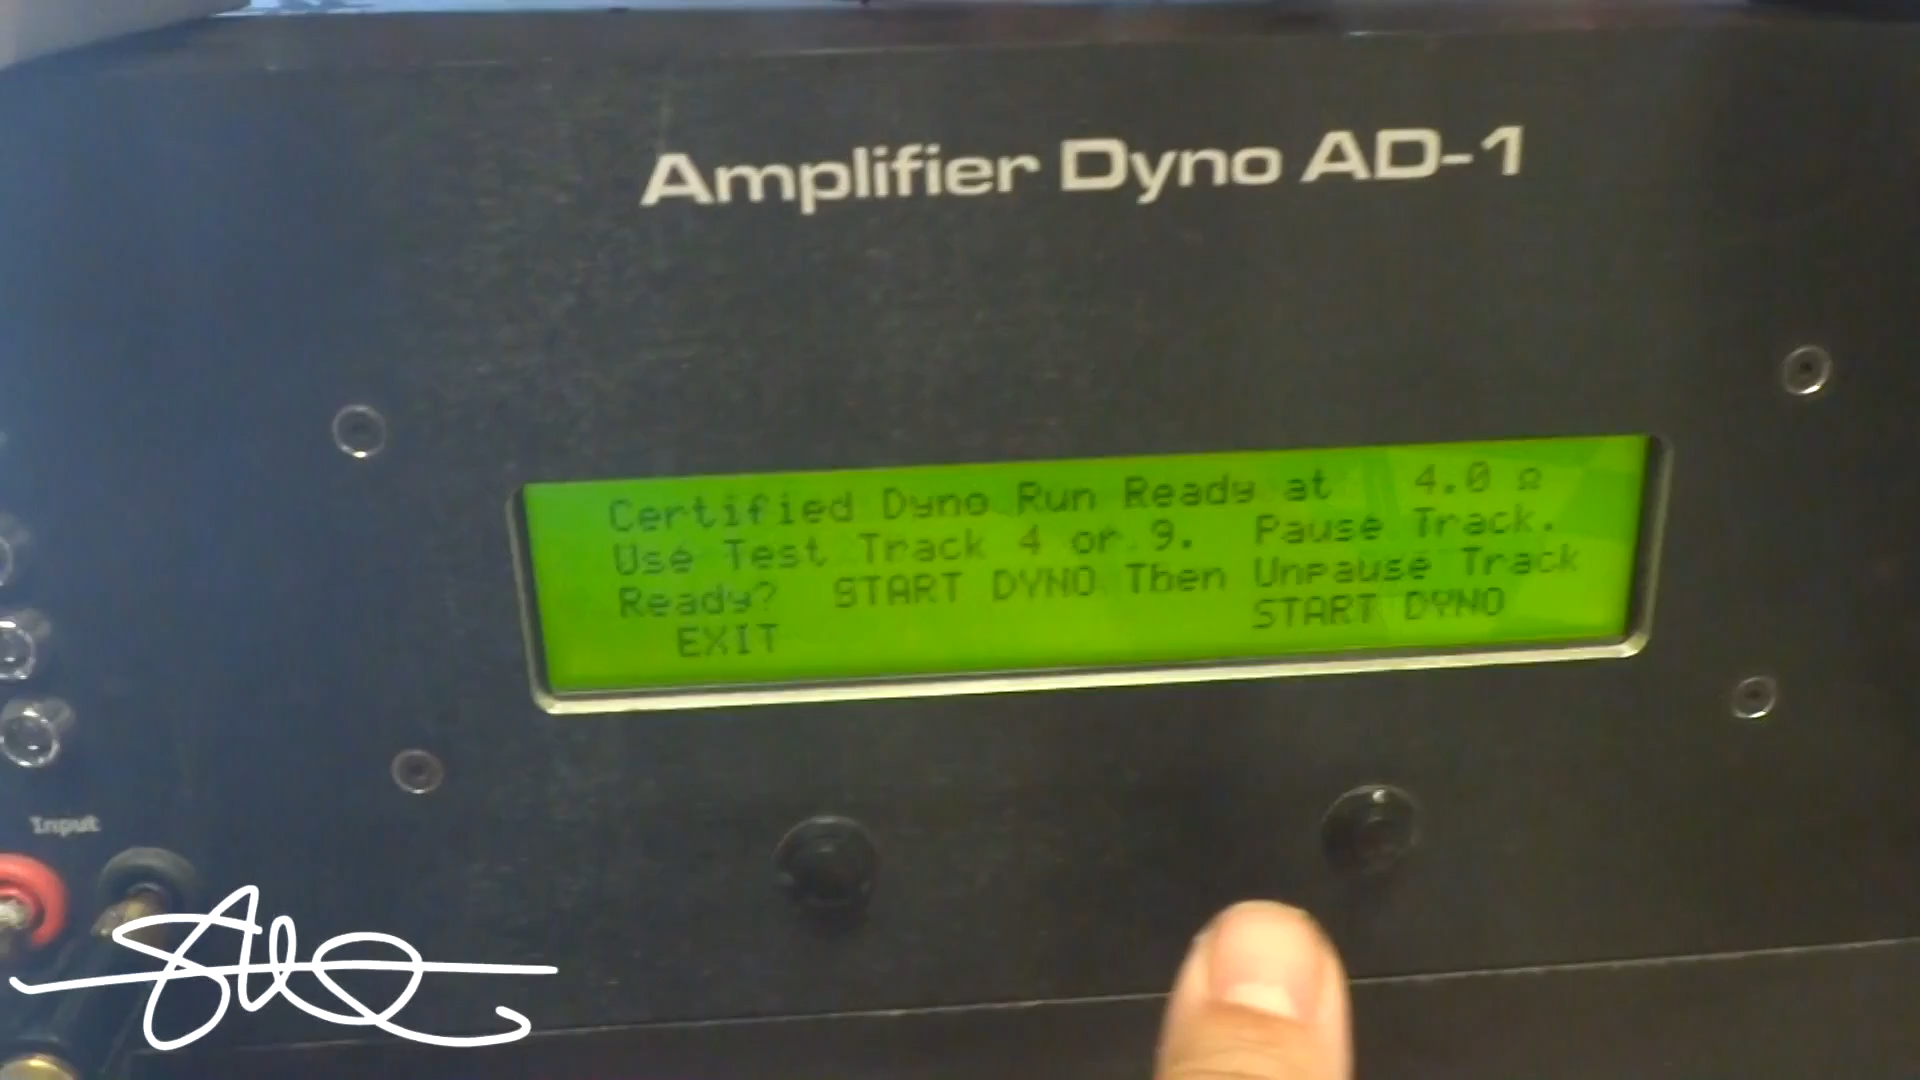 Amplifier Dyno AD-1
Certified Dyno Run Ready at 4.0 Ω
Use Test Track 4 or 9. Pause Track.
Ready? START DYNO Then Unpause Track
EXIT START DYNO
Input